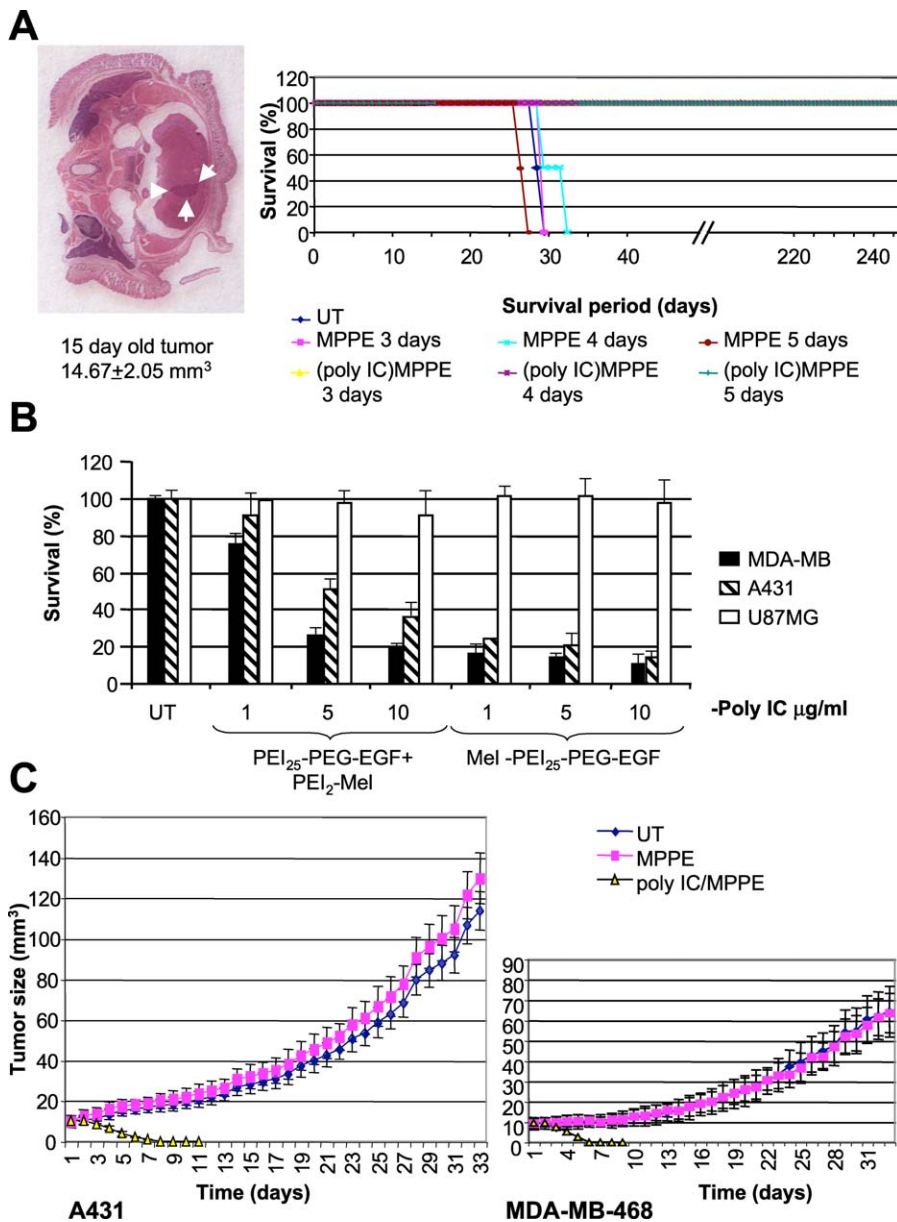 A
120
100
80
60
40
20
0
Survival (%)
0 10 20 30 40 220 240
Survival period (days)
15 day old tumor
14.67±2.05 mm³
UT
MPPE 3 days
MPPE 4 days
MPPE 5 days
(poly IC)MPPE
3 days
(poly IC)MPPE
4 days
(poly IC)MPPE
5 days
B
120
100
80
60
40
20
0
Survival (%)
MDA-MB
A431
U87MG
UT 1 5 10 1 5 10 -Poly IC µg/ml
PEI₂₅-PEG-EGF+
PEI₂-Mel
Mel -PEI₂₅-PEG-EGF
C
160
140
120
100
80
60
40
20
0
Tumor size (mm³)
1 3 5 7 9 11 13 15 17 19 21 23 25 27 29 31 33
Time (days)
A431
UT
MPPE
poly IC/MPPE
90
80
70
60
50
40
30
20
10
0
1 4 7 10 13 16 19 22 25 28 31
Time (days)
MDA-MB-468